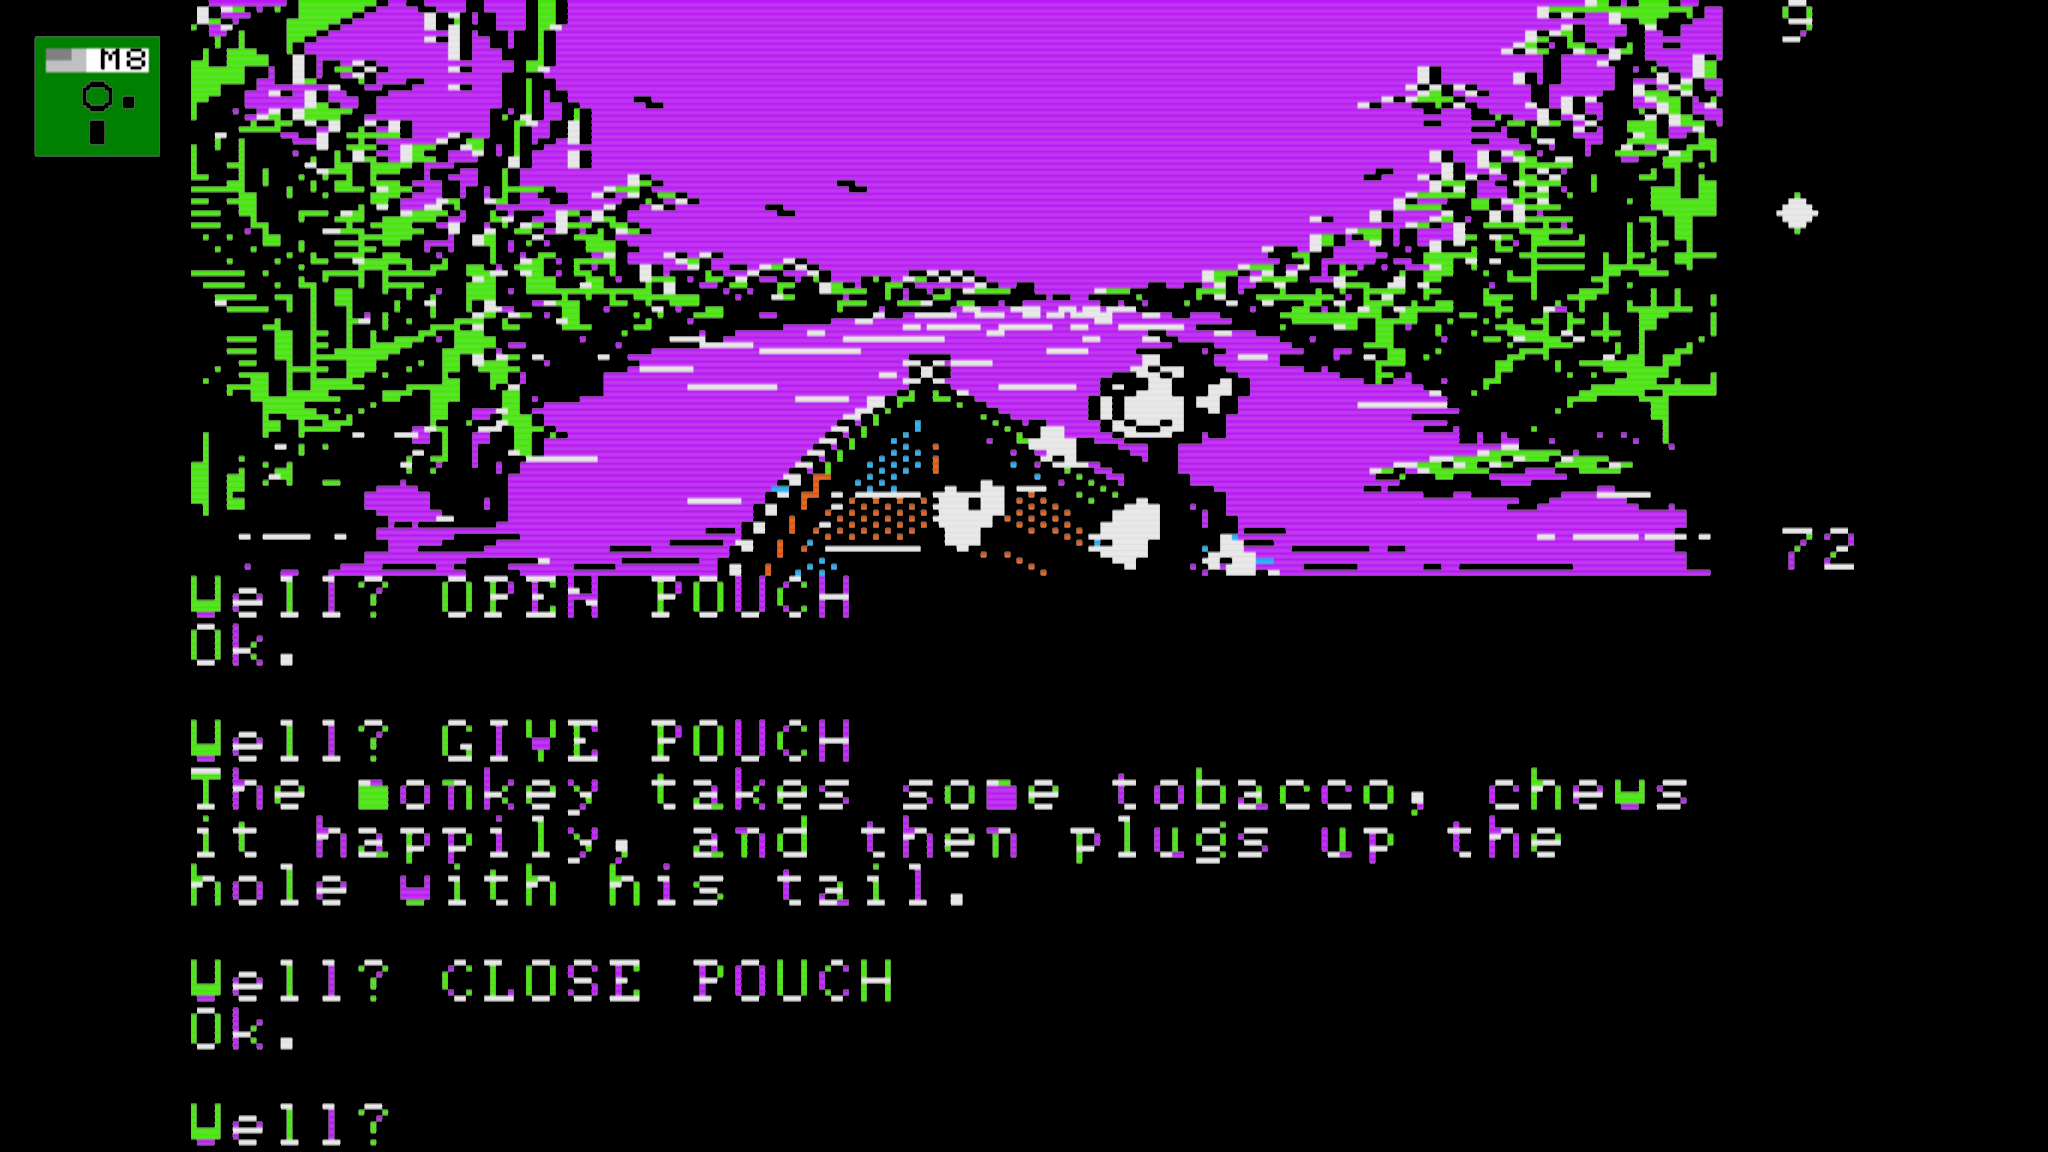 9
M8
72
Well? OPEN POUCH
Ok.
Well? GIVE POUCH
The monkey takes some tobacco, chews
it happily, and then plugs up the
hole with his tail.
Well? CLOSE POUCH
Ok.
Well?